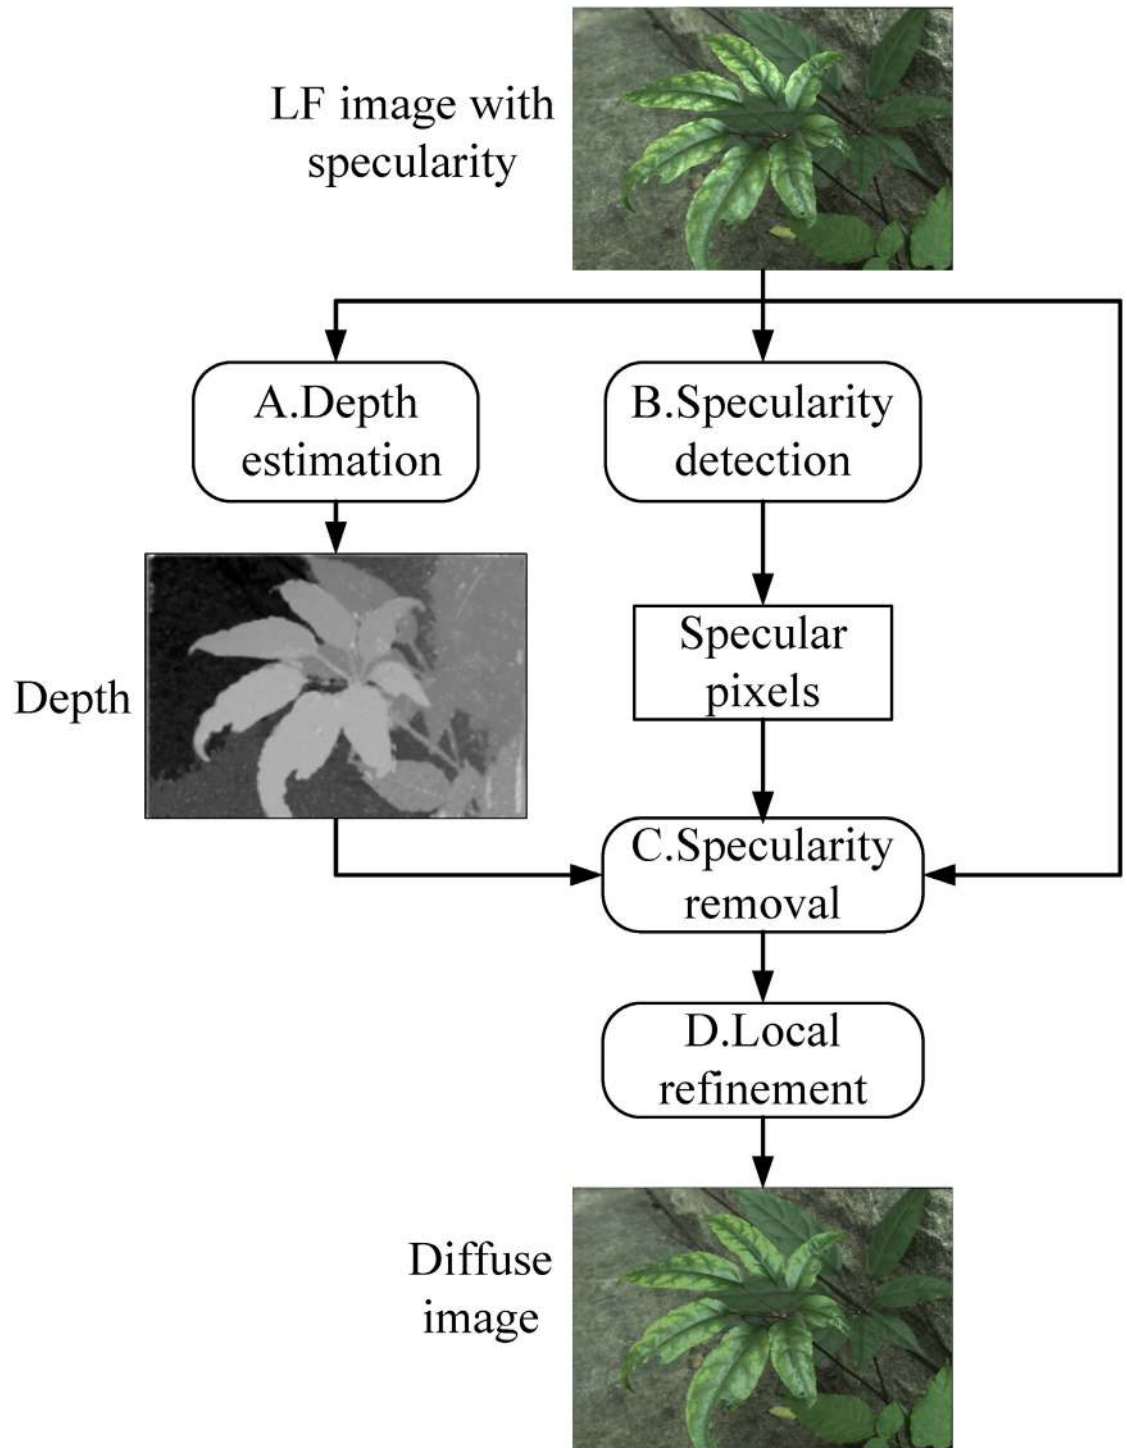 LF image with
specularity
A.Depth
estimation
B.Specularity
detection
Depth
Specular
pixels
C.Specularity
removal
D.Local
refinement
Diffuse
image